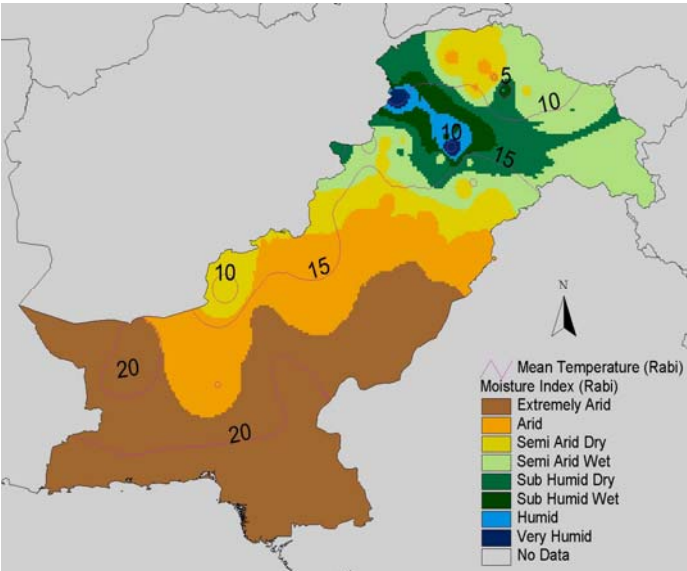 5
10
10
15
10
15
20
20
N
Mean Temperature (Rabi)
Moisture Index (Rabi)
Extremely Arid
Arid
Semi Arid Dry
Semi Arid Wet
Sub Humid Dry
Sub Humid Wet
Humid
Very Humid
No Data